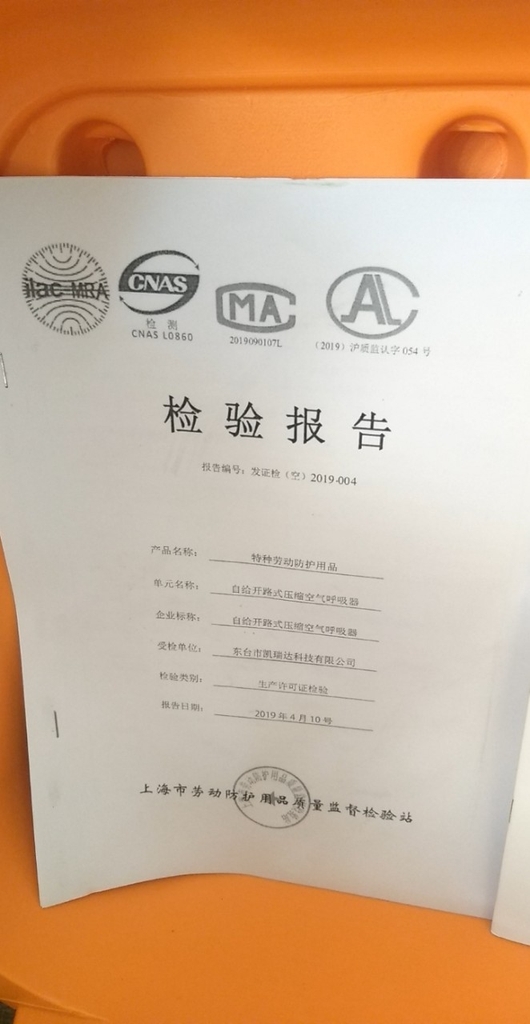 ilac-MRA
CNAS
检 测
CNAS L0860
MA
2019090107L
AL
(2019) 沪质监认字 054 号
检验报告
报告编号：发证检（空）2019-004
产品名称： 特种劳动防护用品
单元名称： 自给开路式压缩空气呼吸器
企业标称： 自给开路式压缩空气呼吸器
受检单位： 东台市凯瑞达科技有限公司
检验类别： 生产许可证检验
报告日期： 2019 年 4 月 10 号
上海市劳动防护用品质量监督检验站